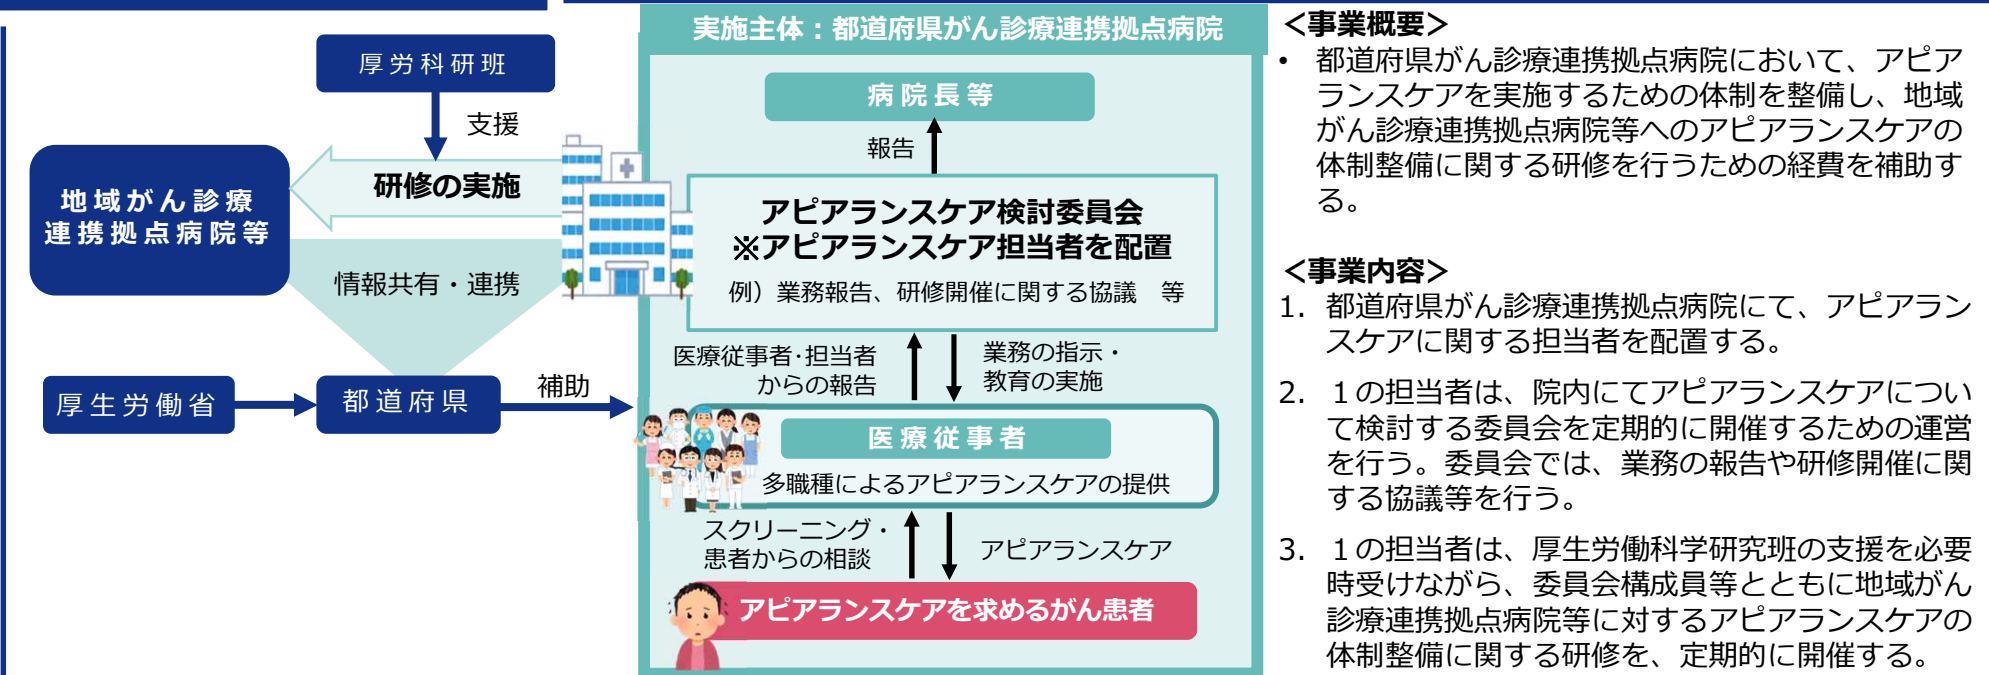 厚労科研班
支援
研修の実施
地域がん診療
連携拠点病院等
情報共有・連携
厚生労働省
都道府県
補助
実施主体：都道府県がん診療連携拠点病院
病院長等
報告
アピアランスケア検討委員会
※アピアランスケア担当者を配置
例）業務報告、研修開催に関する協議　等
医療従事者・担当者
からの報告
業務の指示・
教育の実施
医療従事者
多職種によるアピアランスケアの提供
スクリーニング・
患者からの相談
アピアランスケア
アピアランスケアを求めるがん患者
＜事業概要＞
• 都道府県がん診療連携拠点病院において、アピア
ランスケアを実施するための体制を整備し、地域
がん診療連携拠点病院等へのアピアランスケアの
体制整備に関する研修を行うための経費を補助す
る。
＜事業内容＞
1. 都道府県がん診療連携拠点病院にて、アピアラン
スケアに関する担当者を配置する。
2. １の担当者は、院内にてアピアランスケアについ
て検討する委員会を定期的に開催するための運営
を行う。委員会では、業務の報告や研修開催に関
する協議等を行う。
3. １の担当者は、厚生労働科学研究班の支援を必要
時受けながら、委員会構成員等とともに地域がん
診療連携拠点病院等に対するアピアランスケアの
体制整備に関する研修を、定期的に開催する。